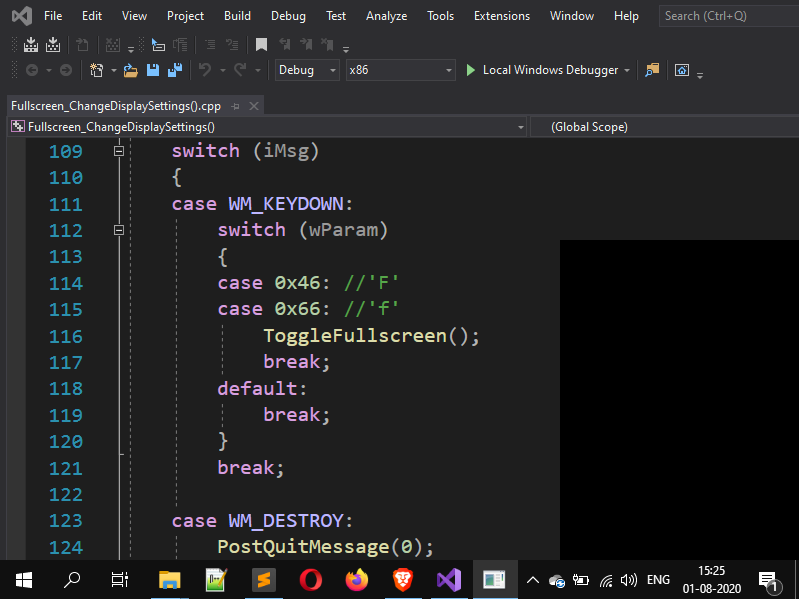 File Edit View Project Build Debug Test Analyze Tools Extensions Window Help Search (Ctrl+Q)
Debug x86 Local Windows Debugger
Fullscreen_ChangeDisplaySettings().cpp
Fullscreen_ChangeDisplaySettings() (Global Scope)
109 switch (iMsg)
110 {
111 case WM_KEYDOWN:
112 switch (wParam)
113 {
114 case 0x46: //'F'
115 case 0x66: //'f'
116 ToggleFullscreen();
117 break;
118 default:
119 break;
120 }
121 break;
122
123 case WM_DESTROY:
124 PostQuitMessage(0);
ENG 15:25
01-08-2020 1